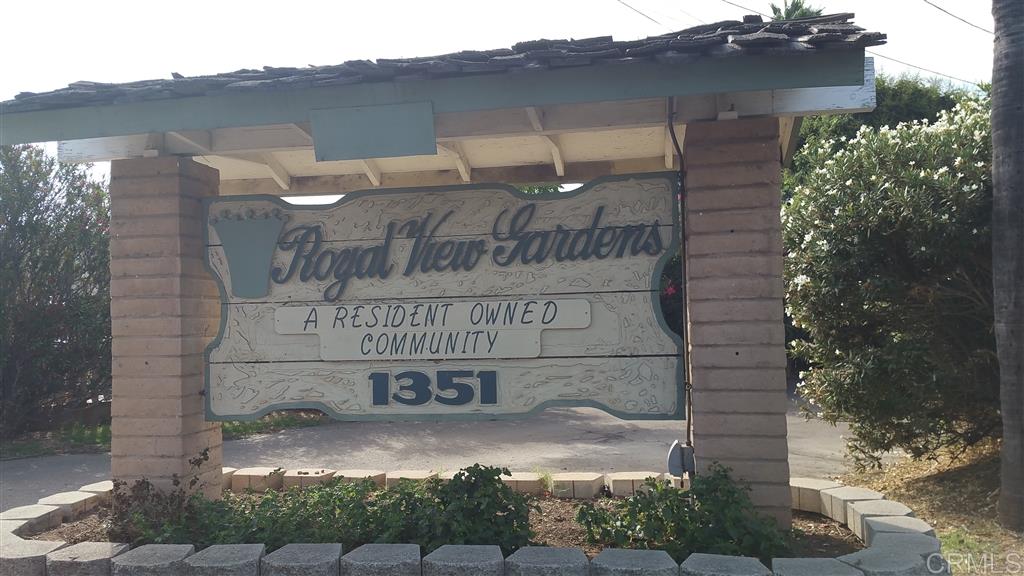 Royal View Gardens
A RESIDENT OWNED
COMMUNITY
1351
CRMLS